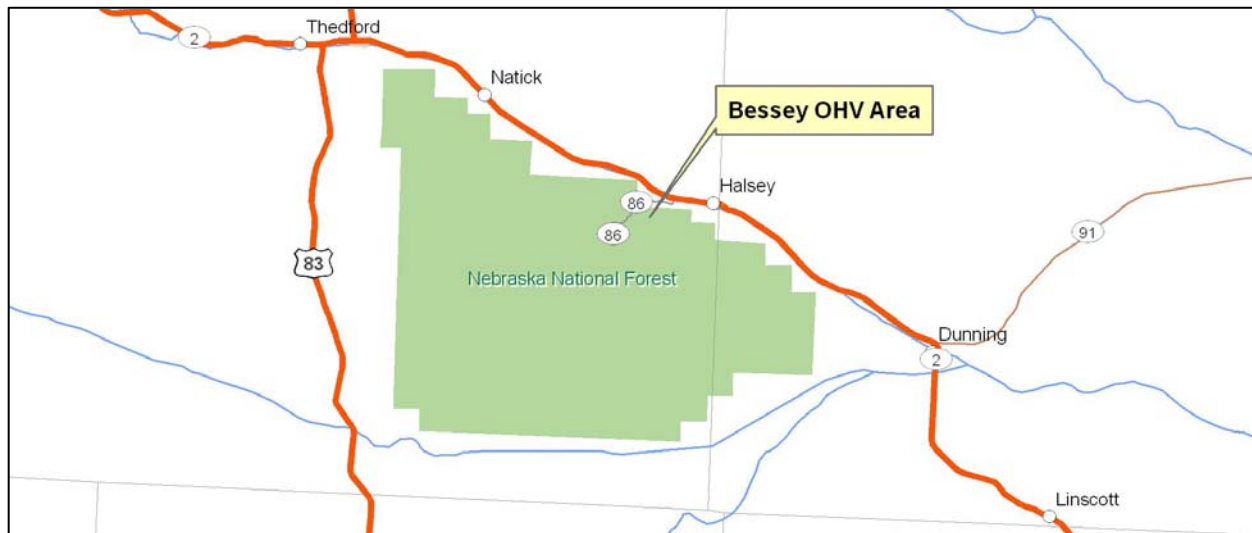 Thedford
2
Natick
Bessey OHV Area
Halsey
86
86
91
83
Nebraska National Forest
Dunning
2
Linscott